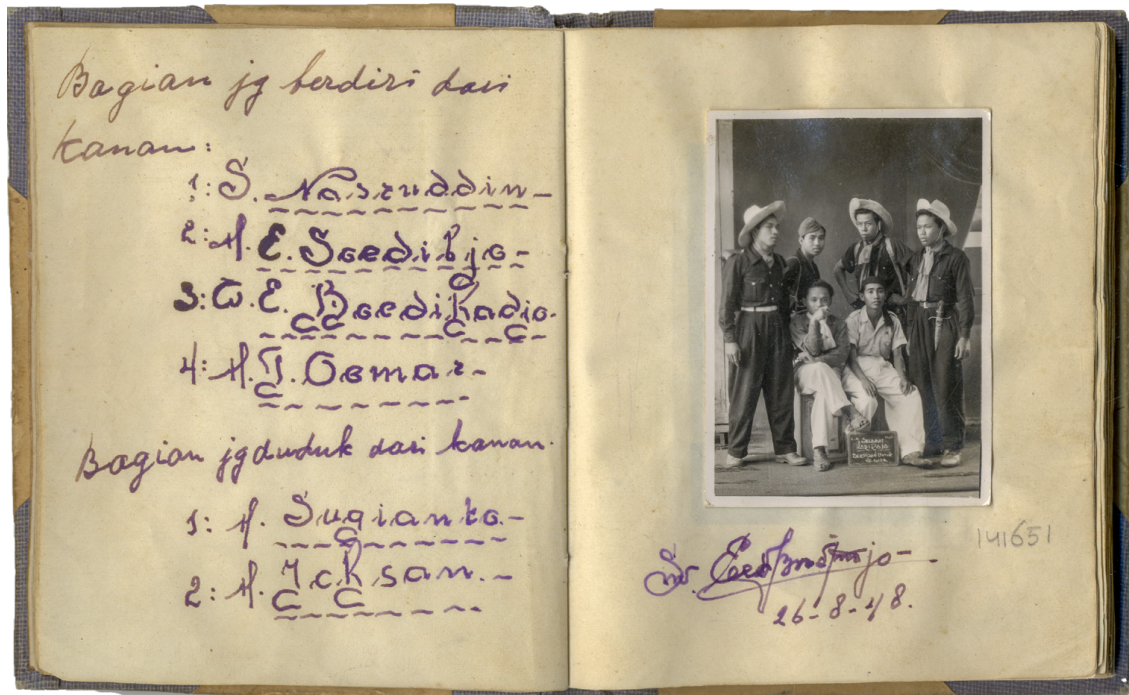 Bagian jg berdiri dari
kanan:
1: S. Nasruddin -
2: M. E. Soedibjo -
3: W. E. Boedihadjo.
4: M. T. Oemar -
Bagian jg duduk dari kanan.
1: M. Sugianto -
2: M. Ichsan. -
141651
26-8-48.